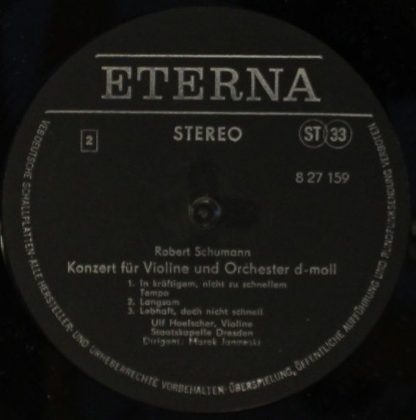 ETERNA
2
STEREO
ST 33
8 27 159
Robert Schumann
Konzert für Violine und Orchester d-moll
1. In kräftigem, nicht zu schnellem
Tempo
2. Langsam
3. Lebhaft, doch nicht schnell
Ulf Hoelscher, Violine
Staatskapelle Dresden
Dirigent: Marek Janowski
VEB DEUTSCHE SCHALLPLATTEN · ALLE HERSTELLER- UND URHEBERRECHTE VORBEHALTEN · ÜBERSPIELUNG, ÖFFENTLICHE AUFFÜHRUNG UND RUNDFUNKSENDUNG VERBOTEN